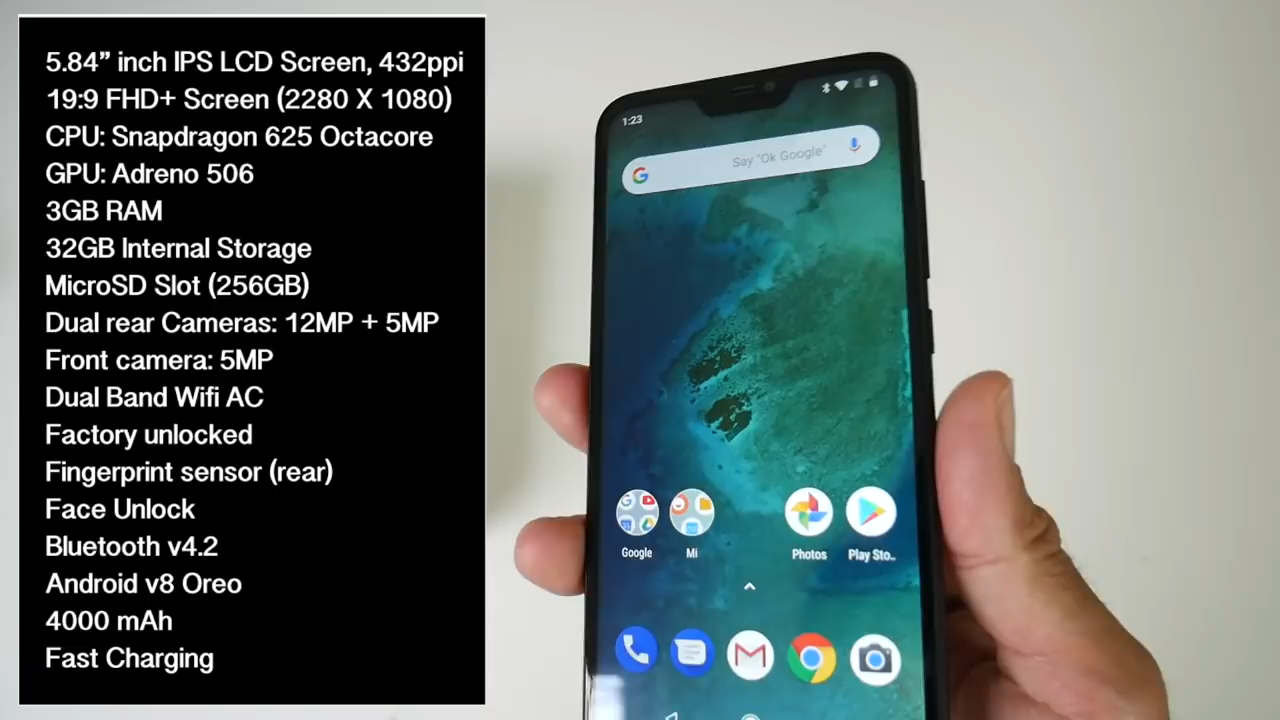 5.84” inch IPS LCD Screen, 432ppi
19:9 FHD+ Screen (2280 X 1080)
CPU: Snapdragon 625 Octacore
GPU: Adreno 506
3GB RAM
32GB Internal Storage
MicroSD Slot (256GB)
Dual rear Cameras: 12MP + 5MP
Front camera: 5MP
Dual Band Wifi AC
Factory unlocked
Fingerprint sensor (rear)
Face Unlock
Bluetooth v4.2
Android v8 Oreo
4000 mAh
Fast Charging
1:23
Say "Ok Google"
Google Mi Photos Play Sto..